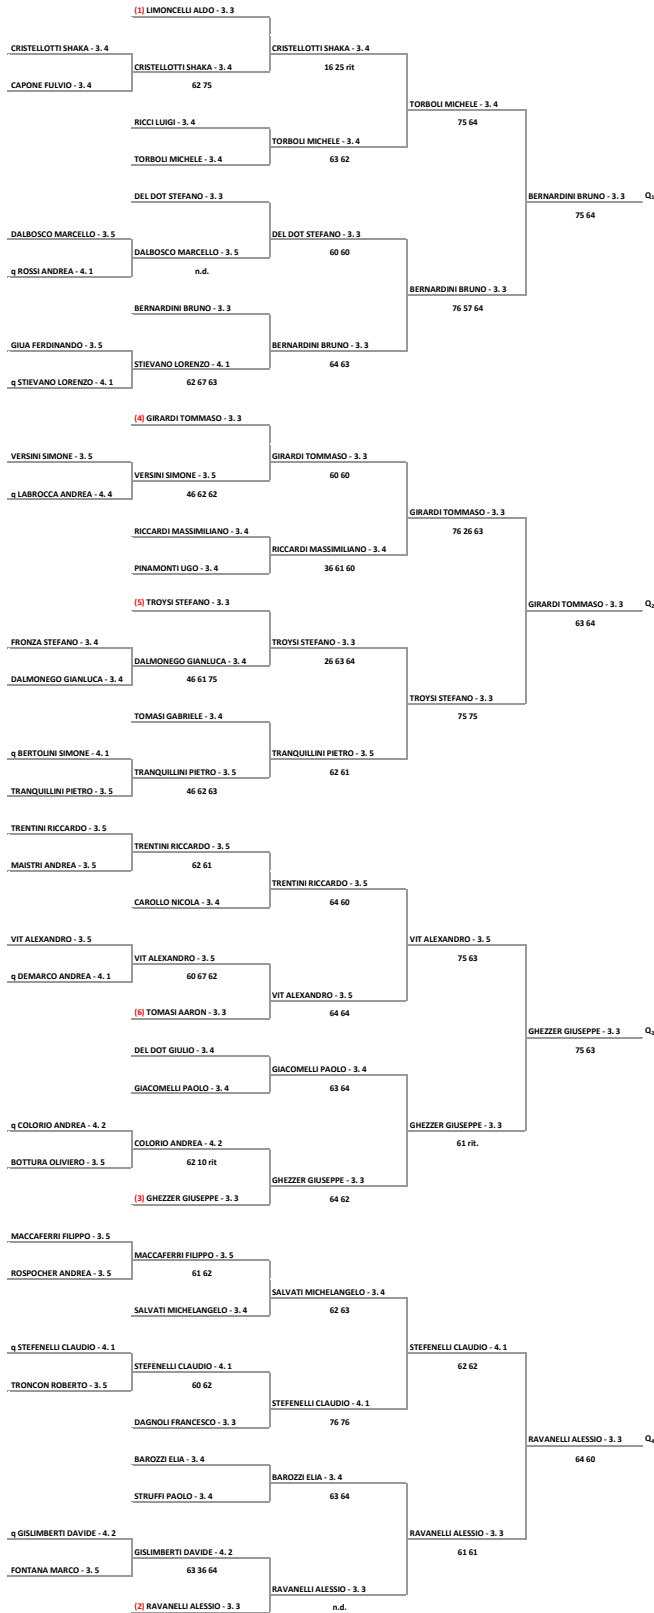 (1) LIMONCELLI ALDO - 3. 3
CRISTELLOTTI SHAKA - 3. 4
CRISTELLOTTI SHAKA - 3. 4
CRISTELLOTTI SHAKA - 3. 4
16 25 rit
CAPONE FULVIO - 3. 4
62 75
TORBOLI MICHELE - 3. 4
RICCI LUIGI - 3. 4
75 64
TORBOLI MICHELE - 3. 4
TORBOLI MICHELE - 3. 4
63 62
DEL DOT STEFANO - 3. 3
BERNARDINI BRUNO - 3. 3
Q1
75 64
DALBOSCO MARCELLO - 3. 5
DEL DOT STEFANO - 3. 3
DALBOSCO MARCELLO - 3. 5
60 60
q ROSSI ANDREA - 4. 1
n.d.
BERNARDINI BRUNO - 3. 3
BERNARDINI BRUNO - 3. 3
76 57 64
GIUA FERDINANDO - 3. 5
BERNARDINI BRUNO - 3. 3
STIEVANO LORENZO - 4. 1
64 63
q STIEVANO LORENZO - 4. 1
62 67 63
(4) GIRARDI TOMMASO - 3. 3
VERSINI SIMONE - 3. 5
GIRARDI TOMMASO - 3. 3
VERSINI SIMONE - 3. 5
60 60
q LABROCCA ANDREA - 4. 4
46 62 62
GIRARDI TOMMASO - 3. 3
RICCARDI MASSIMILIANO - 3. 4
76 26 63
RICCARDI MASSIMILIANO - 3. 4
PINAMONTI UGO - 3. 4
36 61 60
(5) TROYSI STEFANO - 3. 3
GIRARDI TOMMASO - 3. 3
Q2
63 64
FRONZA STEFANO - 3. 4
TROYSI STEFANO - 3. 3
DALMONEGO GIANLUCA - 3. 4
26 63 64
DALMONEGO GIANLUCA - 3. 4
46 61 75
TROYSI STEFANO - 3. 3
TOMASI GABRIELE - 3. 4
75 75
q BERTOLINI SIMONE - 4. 1
TRANQUILLINI PIETRO - 3. 5
TRANQUILLINI PIETRO - 3. 5
62 61
TRANQUILLINI PIETRO - 3. 5
46 62 63
TRENTINI RICCARDO - 3. 5
TRENTINI RICCARDO - 3. 5
MAISTRI ANDREA - 3. 5
62 61
TRENTINI RICCARDO - 3. 5
CAROLLO NICOLA - 3. 4
64 60
VIT ALEXANDRO - 3. 5
VIT ALEXANDRO - 3. 5
VIT ALEXANDRO - 3. 5
75 63
q DEMARCO ANDREA - 4. 1
60 67 62
VIT ALEXANDRO - 3. 5
(6) TOMASI AARON - 3. 3
64 64
GHEZZER GIUSEPPE - 3. 3
Q3
DEL DOT GIULIO - 3. 4
75 63
GIACOMELLI PAOLO - 3. 4
GIACOMELLI PAOLO - 3. 4
63 64
q COLORIO ANDREA - 4. 2
GHEZZER GIUSEPPE - 3. 3
COLORIO ANDREA - 4. 2
61 rit.
BOTTURA OLIVIERO - 3. 5
62 10 rit
GHEZZER GIUSEPPE - 3. 3
(3) GHEZZER GIUSEPPE - 3. 3
64 62
MACCAFERRI FILIPPO - 3. 5
MACCAFERRI FILIPPO - 3. 5
ROSPOCHER ANDREA - 3. 5
61 62
SALVATI MICHELANGELO - 3. 4
SALVATI MICHELANGELO - 3. 4
62 63
q STEFENELLI CLAUDIO - 4. 1
STEFENELLI CLAUDIO - 4. 1
STEFENELLI CLAUDIO - 4. 1
62 62
TRONCON ROBERTO - 3. 5
60 62
STEFENELLI CLAUDIO - 4. 1
DAGNOLI FRANCESCO - 3. 3
76 76
RAVANELLI ALESSIO - 3. 3
Q4
BAROZZI ELIA - 3. 4
64 60
BAROZZI ELIA - 3. 4
STRUFFI PAOLO - 3. 4
63 64
q GISLIMBERTI DAVIDE - 4. 2
RAVANELLI ALESSIO - 3. 3
GISLIMBERTI DAVIDE - 4. 2
61 61
FONTANA MARCO - 3. 5
63 36 64
RAVANELLI ALESSIO - 3. 3
(2) RAVANELLI ALESSIO - 3. 3
n.d.